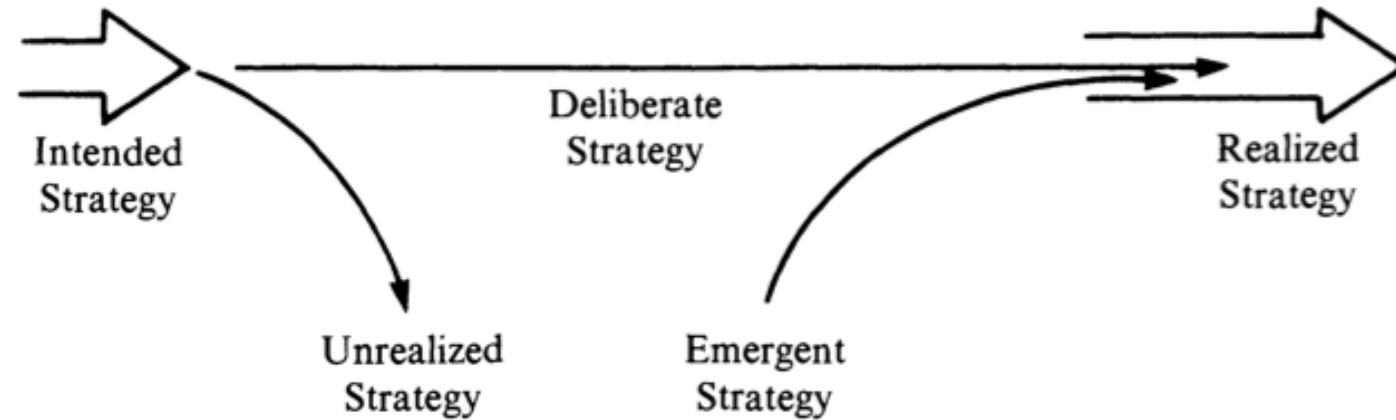 Deliberate
Strategy
Intended
Strategy
Realized
Strategy
Unrealized
Strategy
Emergent
Strategy